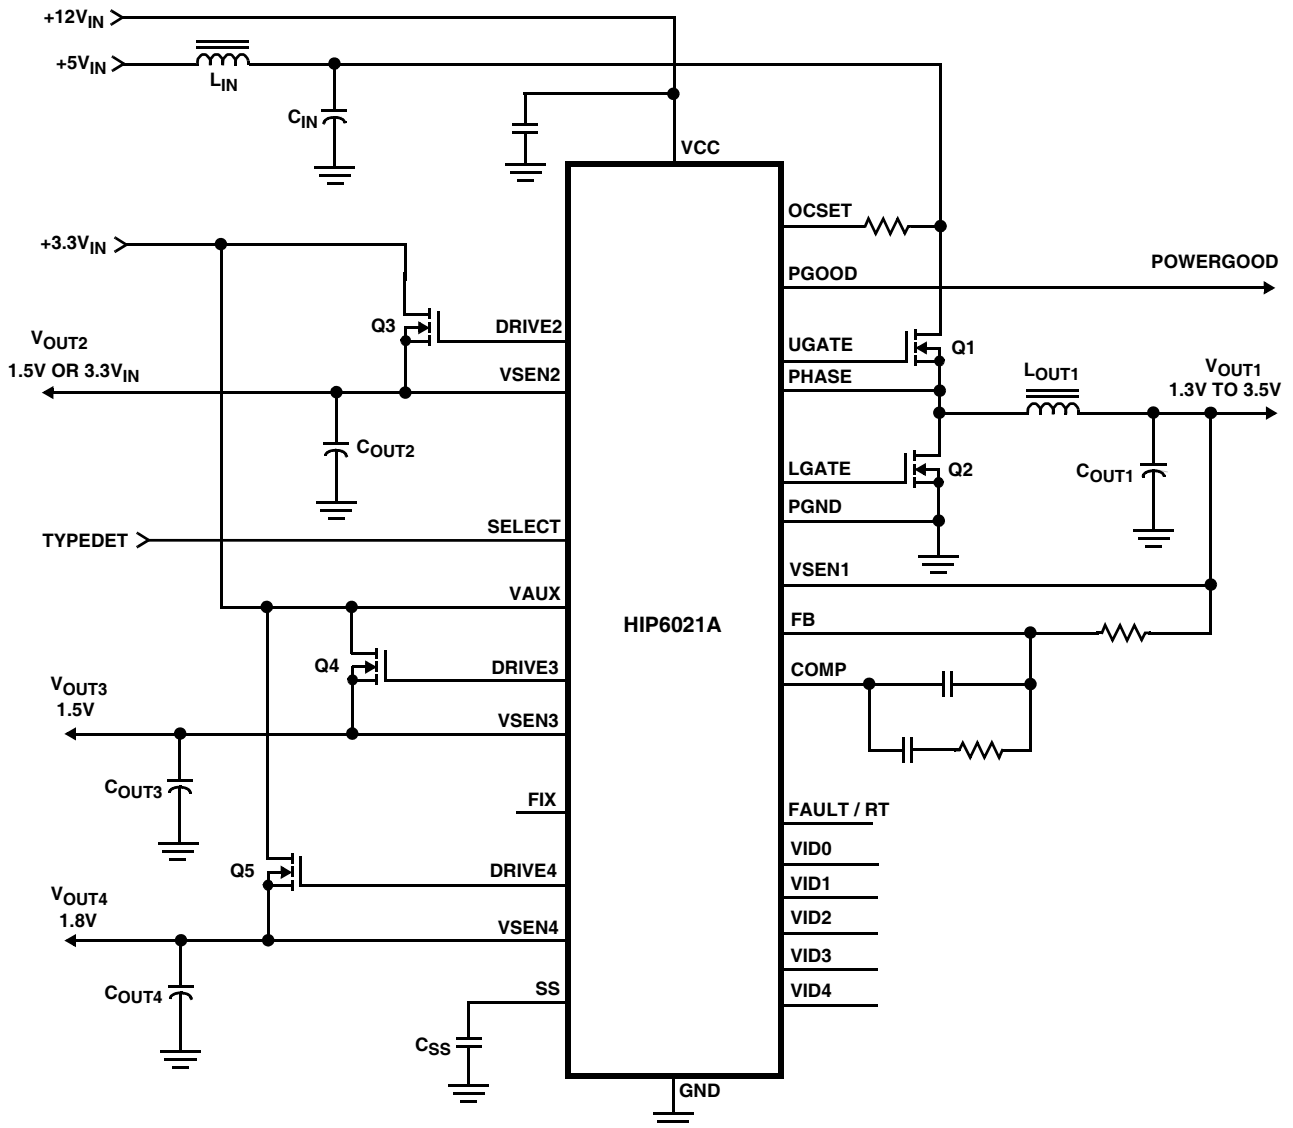 +12VIN
+5VIN
LIN
CIN
VCC
OCSET
+3.3VIN
PGOOD
POWERGOOD
Q3
DRIVE2
VOUT2
1.5V OR 3.3VIN
VSEN2
UGATE
Q1
PHASE
LOUT1
VOUT1
1.3V TO 3.5V
COUT2
LGATE
Q2
COUT1
PGND
TYPEDET
SELECT
VSEN1
VAUX
HIP6021A
FB
Q4
DRIVE3
COMP
VOUT3
1.5V
VSEN3
COUT3
FIX
FAULT / RT
VID0
Q5
DRIVE4
VID1
VOUT4
1.8V
VSEN4
VID2
VID3
COUT4
SS
VID4
CSS
GND